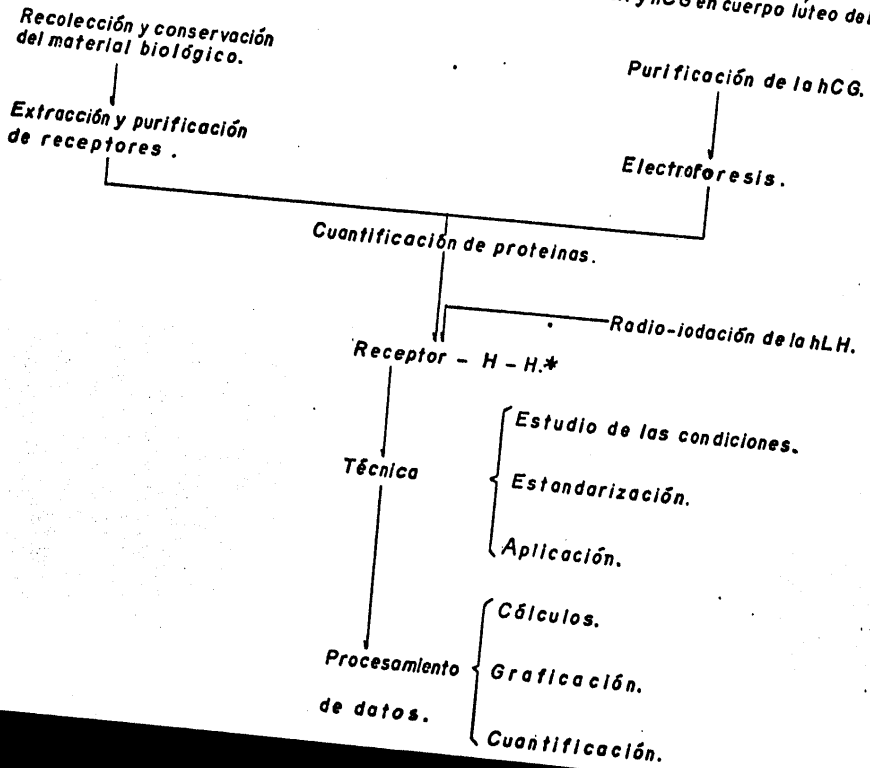 y hCG en cuerpo lúteo del
Recolección y conservación
del material biológico.
Purificación de la hCG.
Extracción y purificación
de receptores .
Electroforesis.
Cuantificación de proteinas.
Radio-iodación de la hLH.
Receptor - H - H.*
Técnica
Estudio de las condiciones.
Estandarización.
Aplicación.
Procesamiento
de datos.
Cálculos.
Graficación.
Cuantificación.